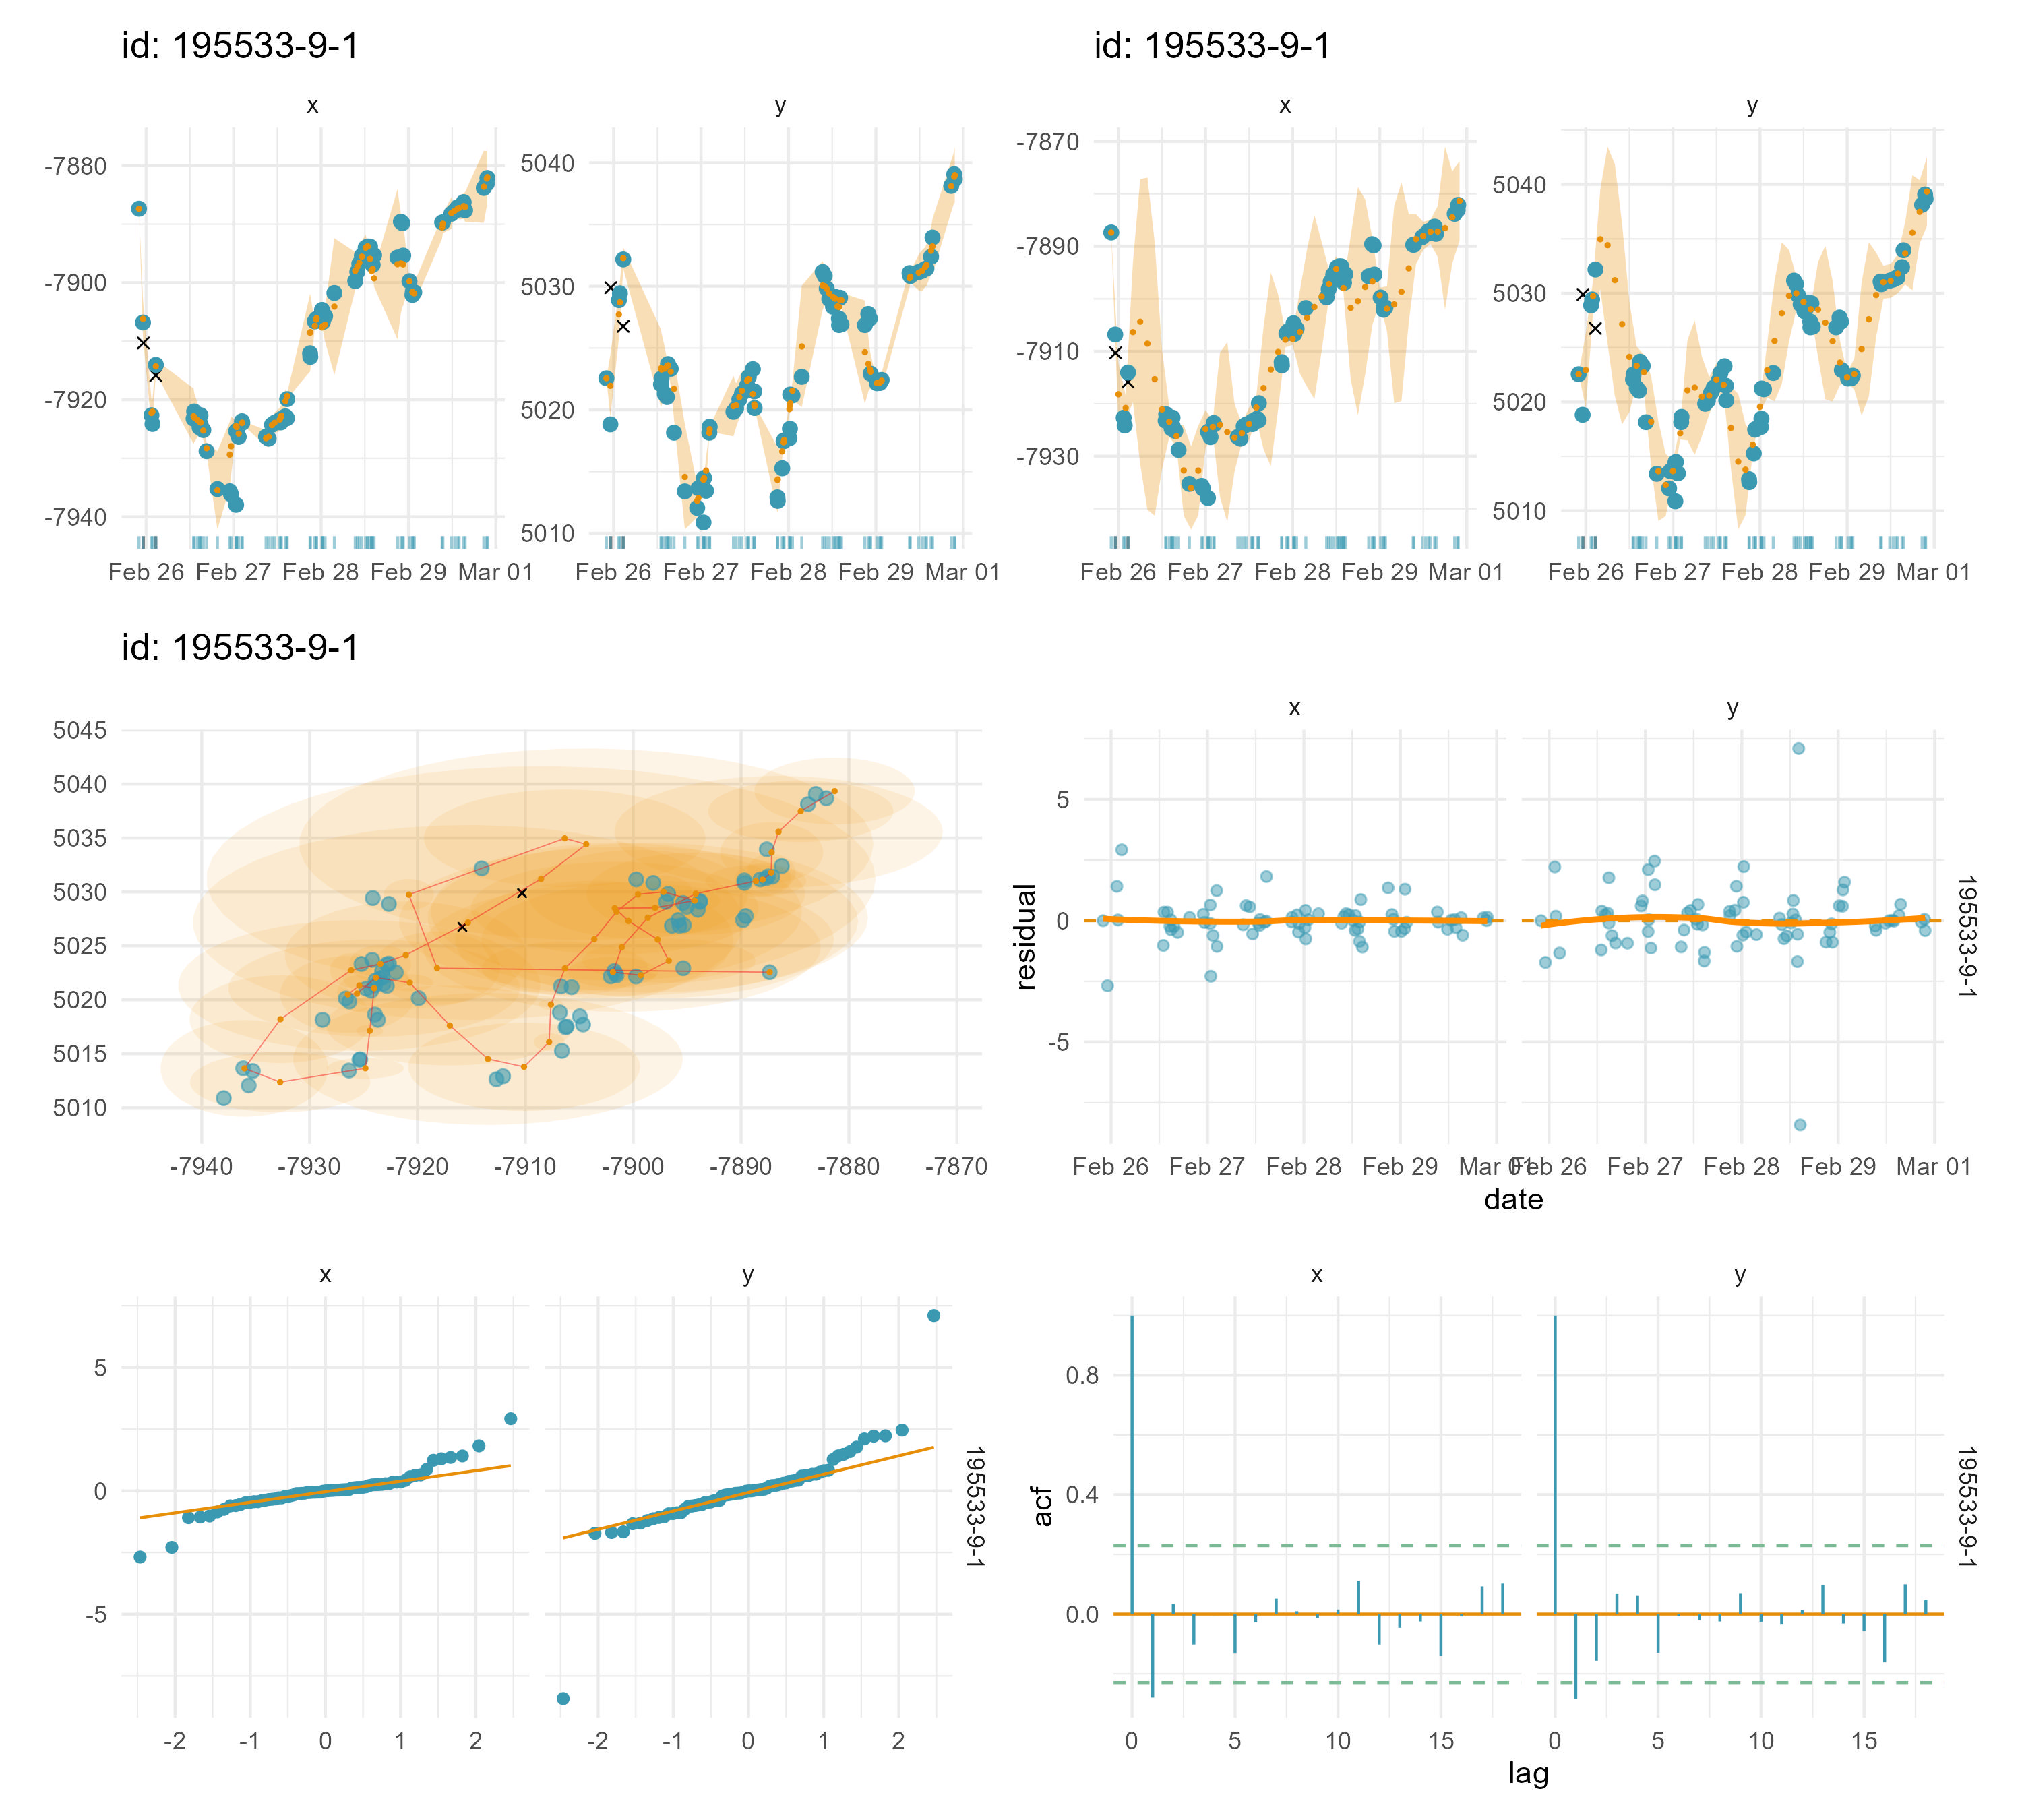 id: 195533-9-1
id: 195533-9-1
x
y
x
y
-7880
-7900
-7920
-7940
5040
5030
5020
5010
-7870
-7890
-7910
-7930
5040
5030
5020
5010
Feb 26 Feb 27 Feb 28 Feb 29 Mar 01
Feb 26 Feb 27 Feb 28 Feb 29 Mar 01
Feb 26 Feb 27 Feb 28 Feb 29 Mar 01
Feb 26 Feb 27 Feb 28 Feb 29 Mar 01
id: 195533-9-1
5045
5040
5035
5030
5025
5020
5015
5010
-7940 -7930 -7920 -7910 -7900 -7890 -7880 -7870
x
y
residual
5
0
-5
195533-9-1
Feb 26 Feb 27 Feb 28 Feb 29 Mar 01
Feb 26 Feb 27 Feb 28 Feb 29 Mar 01
date
x
y
5
0
-5
195533-9-1
-2 -1 0 1 2
-2 -1 0 1 2
x
y
acf
0.8
0.4
0.0
195533-9-1
0 5 10 15
0 5 10 15
lag